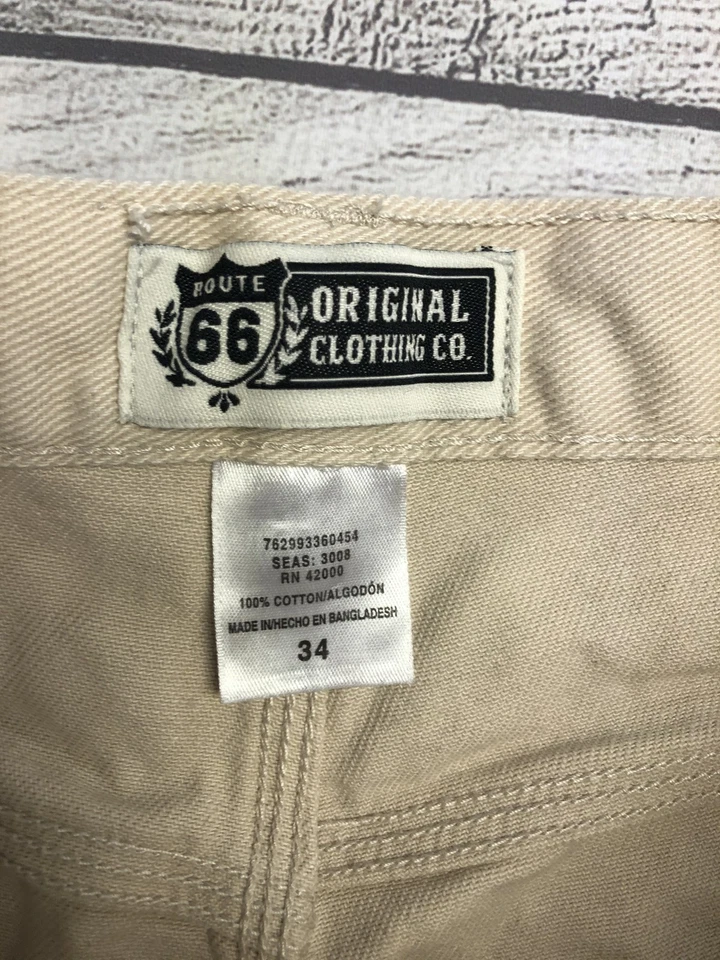 ROUTE
66
ORIGINAL
CLOTHING CO.
762993360454
SEAS: 3008
RN 42000
100% COTTON/ALGODÓN
MADE IN/HECHO EN BANGLADESH
34